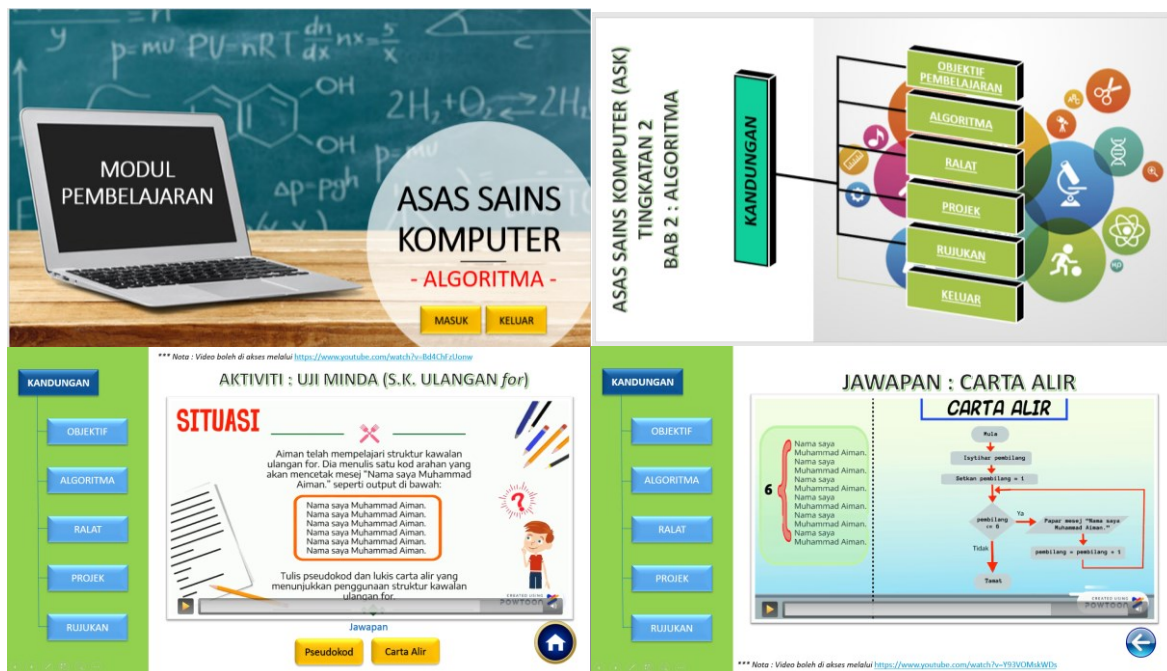 y
p=mu PV=nRT dn/dx nx=5/x
OH
2H₂+O₂⇌2H₂
OH
p=mu
Δp=ρgh
MODUL
PEMBELAJARAN
ASAS SAINS
KOMPUTER
- ALGORITMA -
MASUK
KELUAR
ASAS SAINS KOMPUTER (ASK)
TINGKATAN 2
BAB 2 : ALGORITMA
KANDUNGAN
OBJEKTIF
PEMBELAJARAN
ALGORITMA
RALAT
PROJEK
RUJUKAN
KELUAR
*** Nota : Video boleh di akses melalui https://www.youtube.com/watch?v=8d4ChFzUonw
KANDUNGAN
OBJEKTIF
ALGORITMA
RALAT
PROJEK
RUJUKAN
AKTIVITI : UJI MINDA (S.K. ULANGAN for)
SITUASI
Aiman telah mempelajari struktur kawalan
ulangan for. Dia menulis satu kod arahan yang
akan mencetak mesej "Nama saya Muhammad
Aiman." seperti output di bawah:
Nama saya Muhammad Aiman.
Nama saya Muhammad Aiman.
Nama saya Muhammad Aiman.
Nama saya Muhammad Aiman.
Nama saya Muhammad Aiman.
Nama saya Muhammad Aiman.
Tulis pseudokod dan lukis carta alir yang
menunjukkan penggunaan struktur kawalan
ulangan for.
CREATED USING
POWTOON
Jawapan
Pseudokod
Carta Alir
KANDUNGAN
OBJEKTIF
ALGORITMA
RALAT
PROJEK
RUJUKAN
JAWAPAN : CARTA ALIR
CARTA ALIR
6
Nama saya
Muhammad Aiman.
Nama saya
Muhammad Aiman.
Nama saya
Muhammad Aiman.
Nama saya
Muhammad Aiman.
Nama saya
Muhammad Aiman.
Nama saya
Muhammad Aiman.
Mula
Isytihar pembilang
Setkan pembilang = 1
pembilang
<= 6
Ya
Papar mesej "Nama saya
Muhammad Aiman."
pembilang = pembilang + 1
Tidak
Tamat
CREATED USING
POWTOON
*** Nota : Video boleh di akses melalui https://www.youtube.com/watch?v=Y93VOMskWDs